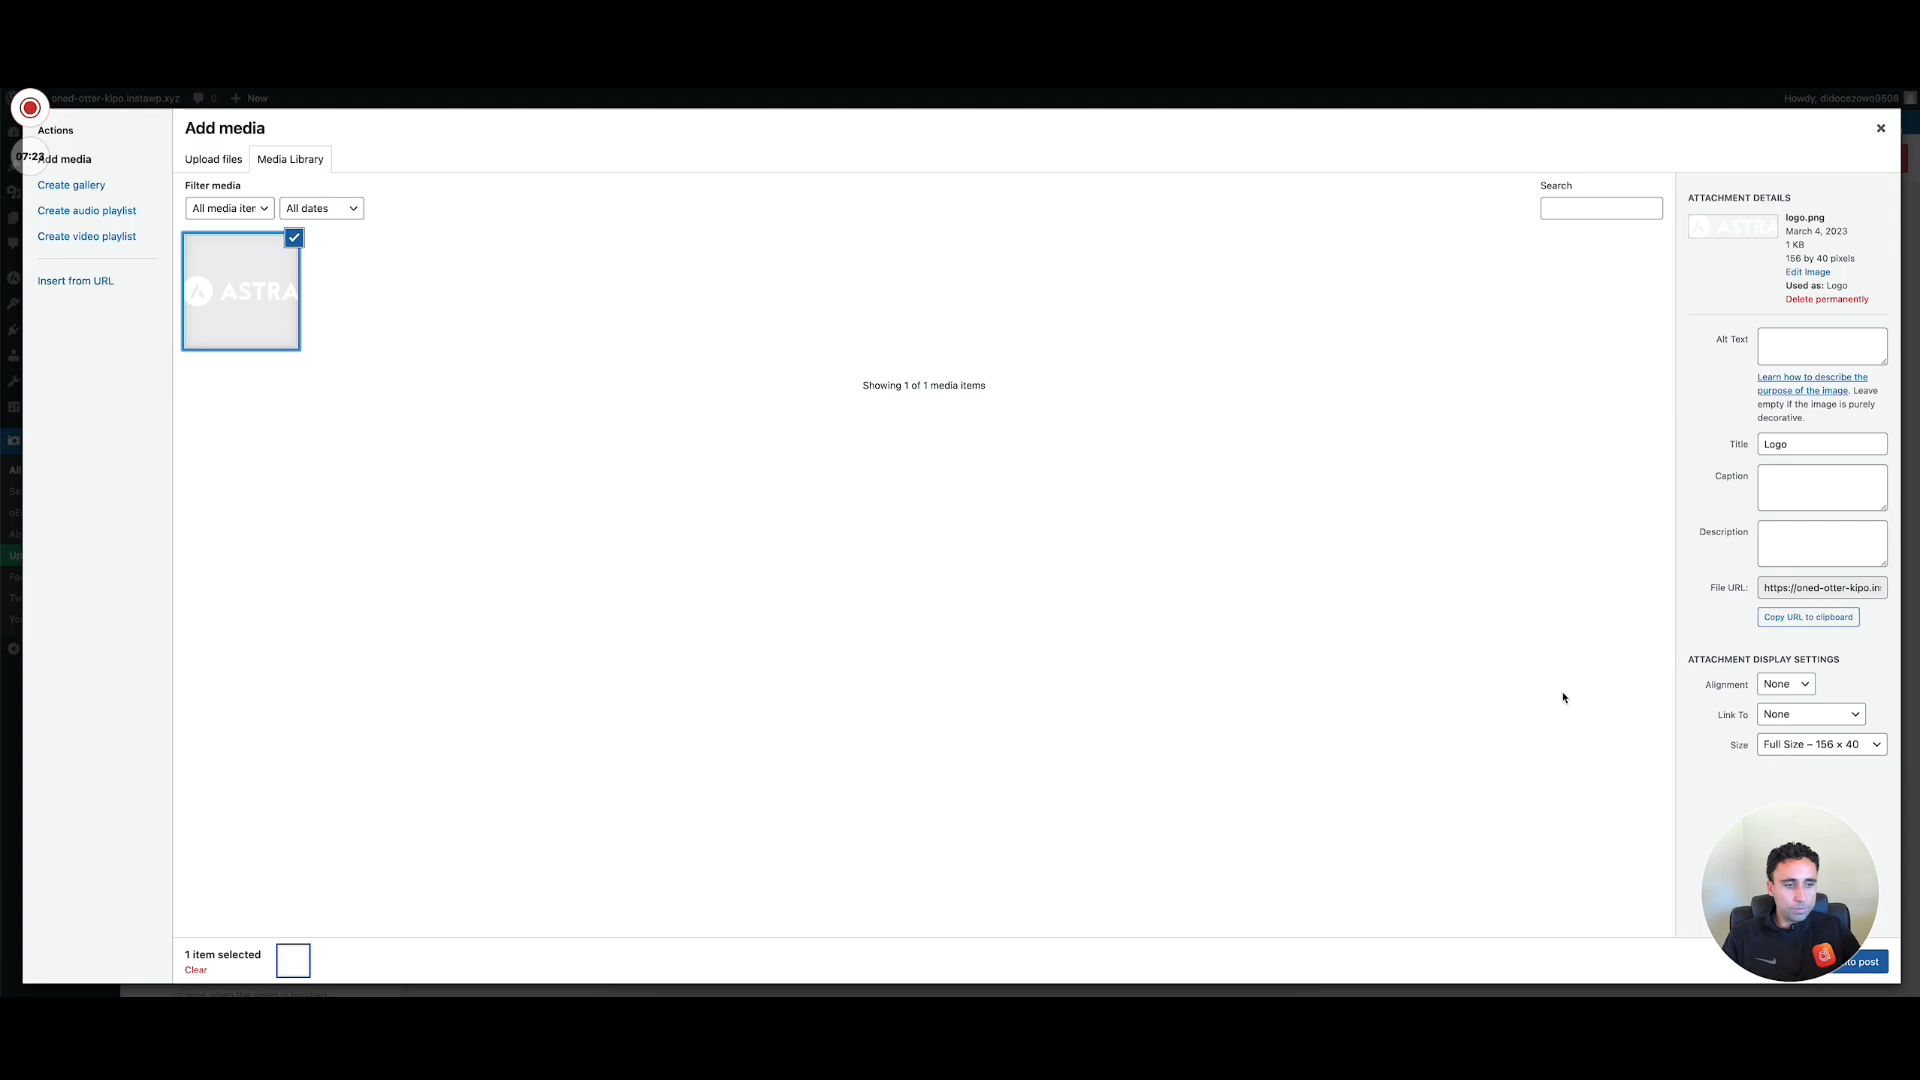 oned-otter-kipo.instawp.xyz 0 + New
Howdy, didocezowo9508
Actions
07:23
Add media
Create gallery
Create audio playlist
Create video playlist
Insert from URL
Add media
Upload files
Media Library
Filter media
All media iter
All dates
Search
ASTRA
Showing 1 of 1 media items
1 item selected
Clear
ATTACHMENT DETAILS
ASTRA
logo.png
March 4, 2023
1 KB
156 by 40 pixels
Edit Image
Used as: Logo
Delete permanently
Alt Text
Learn how to describe the
purpose of the image. Leave
empty if the image is purely
decorative.
Title Logo
Caption
Description
File URL: https://oned-otter-kipo.in
Copy URL to clipboard
ATTACHMENT DISPLAY SETTINGS
Alignment None
Link To None
Size Full Size – 156 × 40
to post